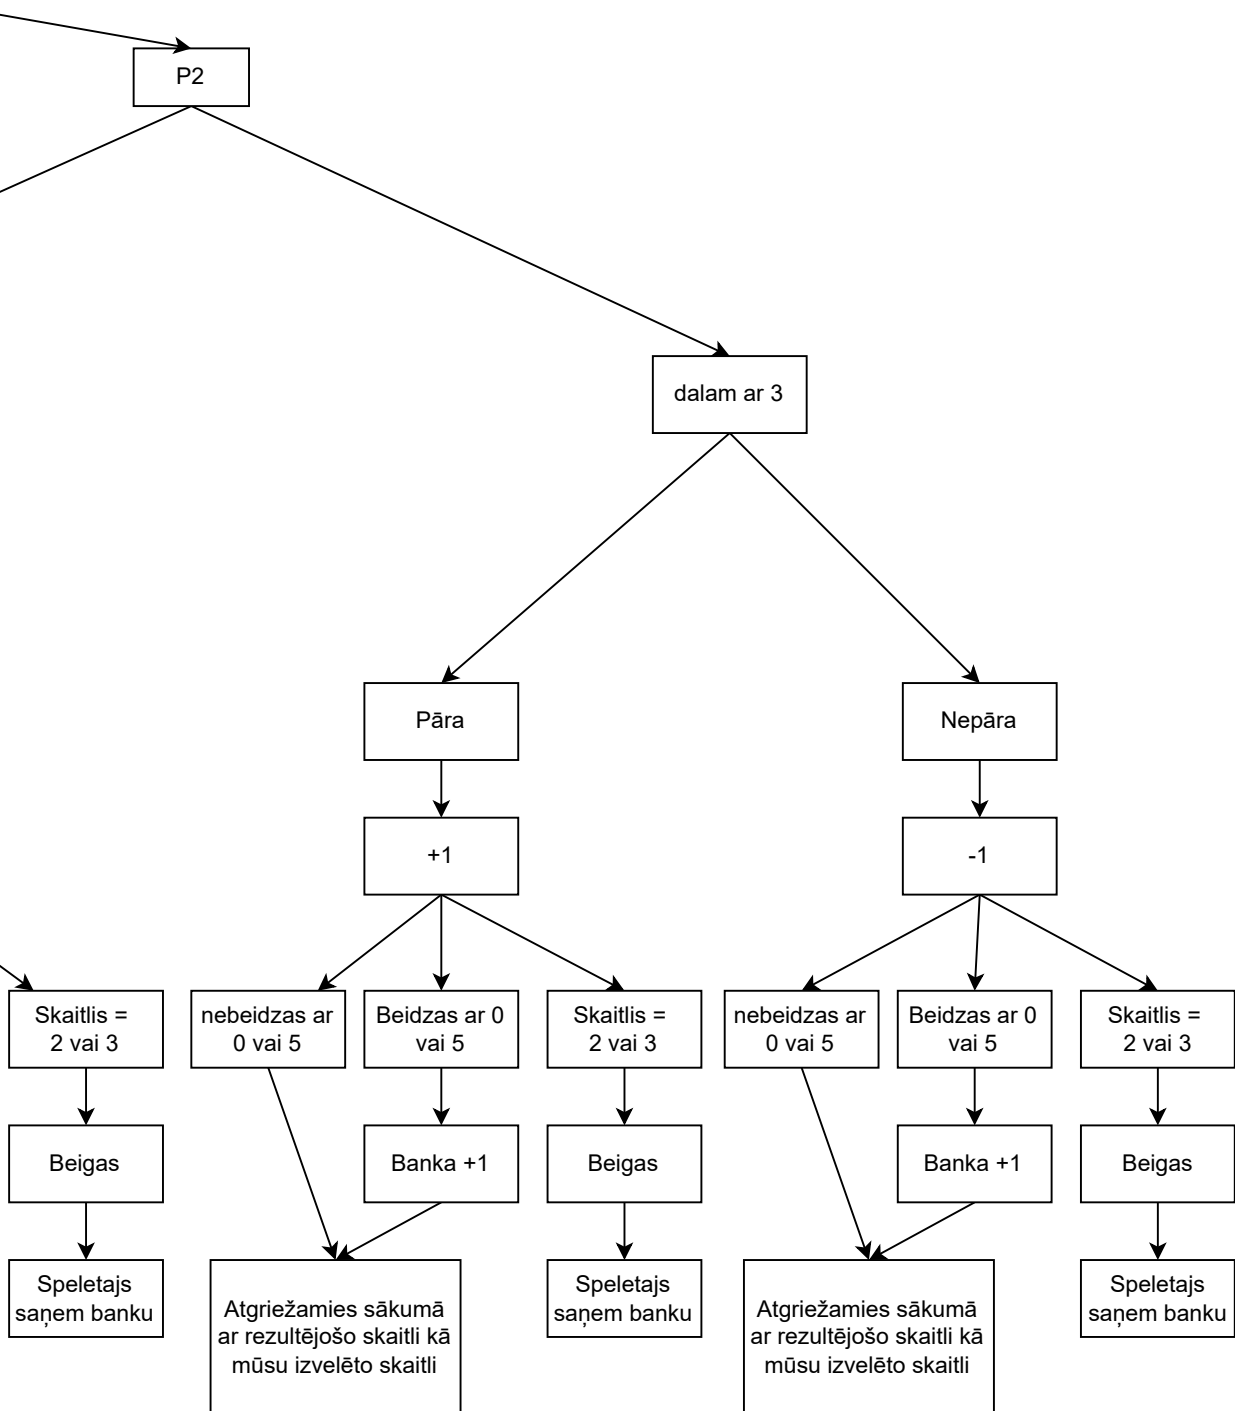 P2
dalam ar 3
Pāra
Nepāra
+1
-1
Skaitlis =
2 vai 3
nebeidzas ar
0 vai 5
Beidzas ar 0
vai 5
Skaitlis =
2 vai 3
nebeidzas ar
0 vai 5
Beidzas ar 0
vai 5
Skaitlis =
2 vai 3
Beigas
Banka +1
Beigas
Banka +1
Beigas
Speletajs
saņem banku
Atgriežamies sākumā
ar rezultējošo skaitli kā
mūsu izvelēto skaitli
Speletajs
saņem banku
Atgriežamies sākumā
ar rezultējošo skaitli kā
mūsu izvelēto skaitli
Speletajs
saņem banku